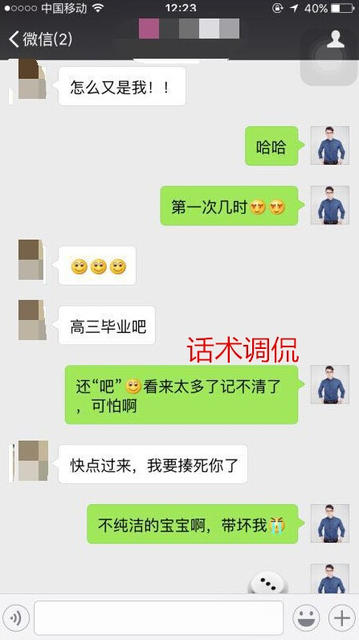 中国移动
12:23
40%
微信(2)
怎么又是我！！
哈哈
第一次几时
高三毕业吧
话术调侃
还“吧” 看来太多了记不清了
，可怕啊
快点过来，我要揍死你了
不纯洁的宝宝啊，带坏我